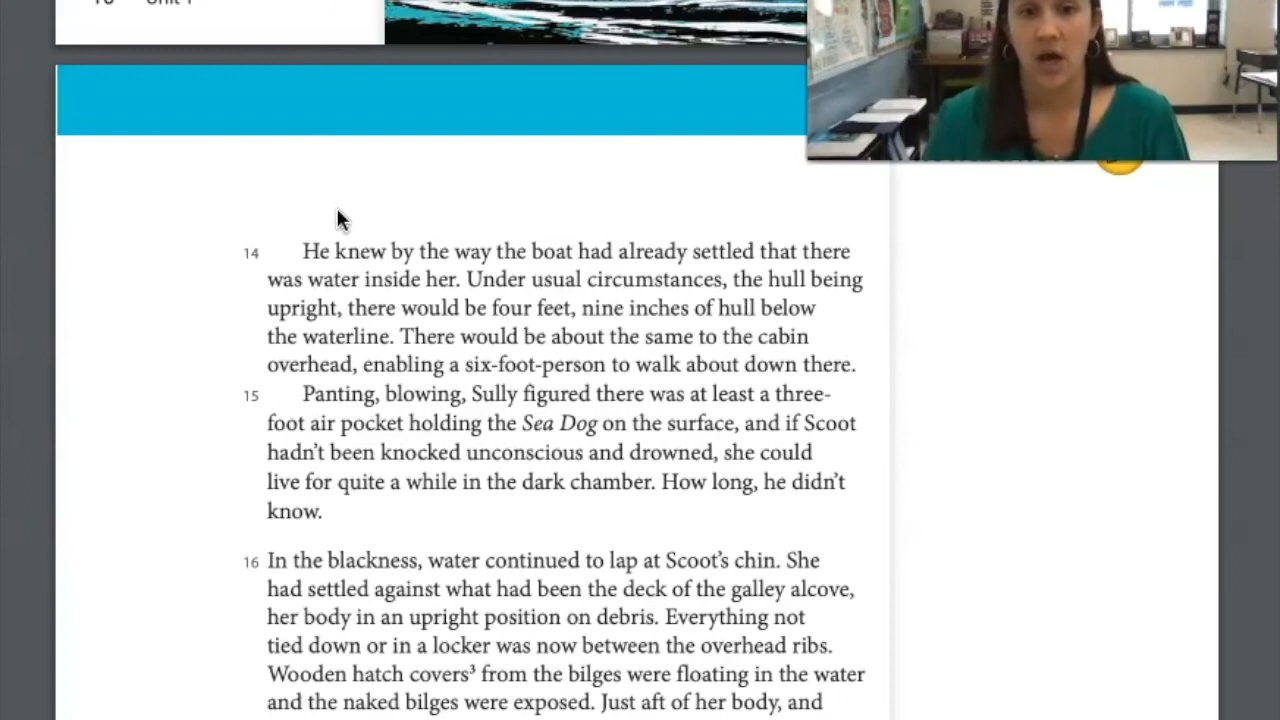 14 He knew by the way the boat had already settled that there
was water inside her. Under usual circumstances, the hull being
upright, there would be four feet, nine inches of hull below
the waterline. There would be about the same to the cabin
overhead, enabling a six-foot-person to walk about down there.
15 Panting, blowing, Sully figured there was at least a three-
foot air pocket holding the Sea Dog on the surface, and if Scoot
hadn’t been knocked unconscious and drowned, she could
live for quite a while in the dark chamber. How long, he didn’t
know.
16 In the blackness, water continued to lap at Scoot’s chin. She
had settled against what had been the deck of the galley alcove,
her body in an upright position on debris. Everything not
tied down or in a locker was now between the overhead ribs.
Wooden hatch covers³ from the bilges were floating in the water
and the naked bilges were exposed. Just aft of her body, and